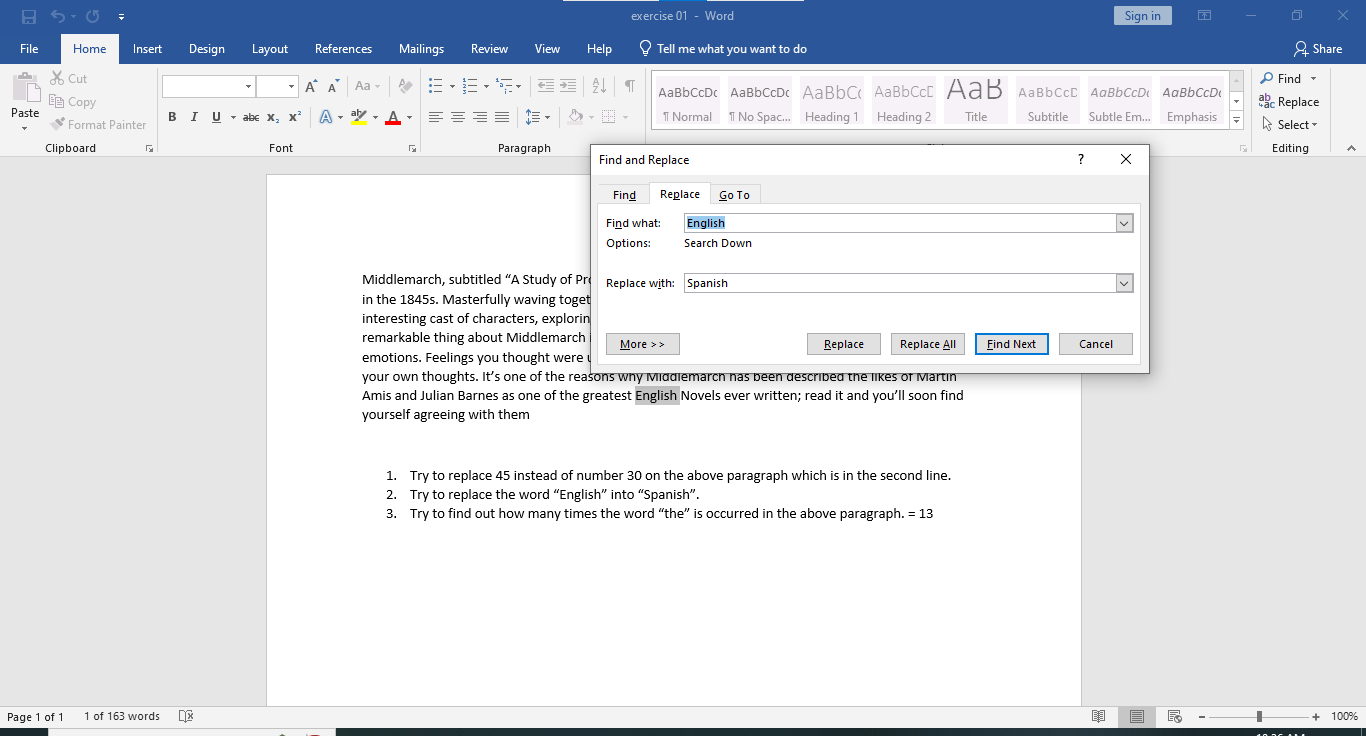 exercise 01 - Word
Sign in
File Home Insert Design Layout References Mailings Review View Help Tell me what you want to do Share
Paste
Cut
Copy
Format Painter
Clipboard
Aa
B I U abc x₂ x² A ab A
Font
Paragraph
AaBbCcDc AaBbCcDc AaBbCc AaBbCcD AaB AaBbCcD AaBbCcDc AaBbCcDc
¶ Normal ¶ No Spac... Heading 1 Heading 2 Title Subtitle Subtle Em... Emphasis
Find
Replace
Select
Editing
Find and Replace ?
Find Replace Go To
Find what: English
Options: Search Down
Replace with: Spanish
More >> Replace Replace All Find Next Cancel
Middlemarch, subtitled “A Study of
in the 1845s. Masterfully waving
interesting cast of characters,
remarkable thing about Middlemarch
emotions. Feelings you thought were
your own thoughts. It’s one of the reasons why Middlemarch has been described the likes of Martin
Amis and Julian Barnes as one of the greatest English Novels ever written; read it and you’ll soon find
yourself agreeing with them
1. Try to replace 45 instead of number 30 on the above paragraph which is in the second line.
2. Try to replace the word “English” into “Spanish”.
3. Try to find out how many times the word “the” is occurred in the above paragraph. = 13
Page 1 of 1 1 of 163 words 100%